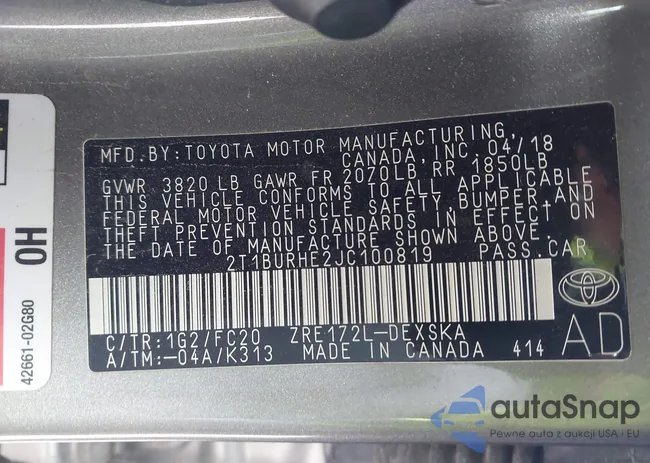 MFD. BY: TOYOTA MOTOR MANUFACTURING,
CANADA, INC. 04/18
GVWR 3820 LB GAWR FR 2070LB, RR 1850LB
THIS VEHICLE CONFORMS TO ALL APPLICABLE
FEDERAL MOTOR VEHICLE SAFETY, BUMPER, AND
THEFT PREVENTION STANDARDS IN EFFECT ON
THE DATE OF MANUFACTURE SHOWN ABOVE.
2T1BURHE2JC100819 PASS.CAR
C/TR:1G2/FC20 ZRE172L-DEXSKA
A/TM:-04A/K313 MADE IN CANADA 414
AD
OH
42661-02G80
autaSnap
Pewne auta z aukcji USA i EU